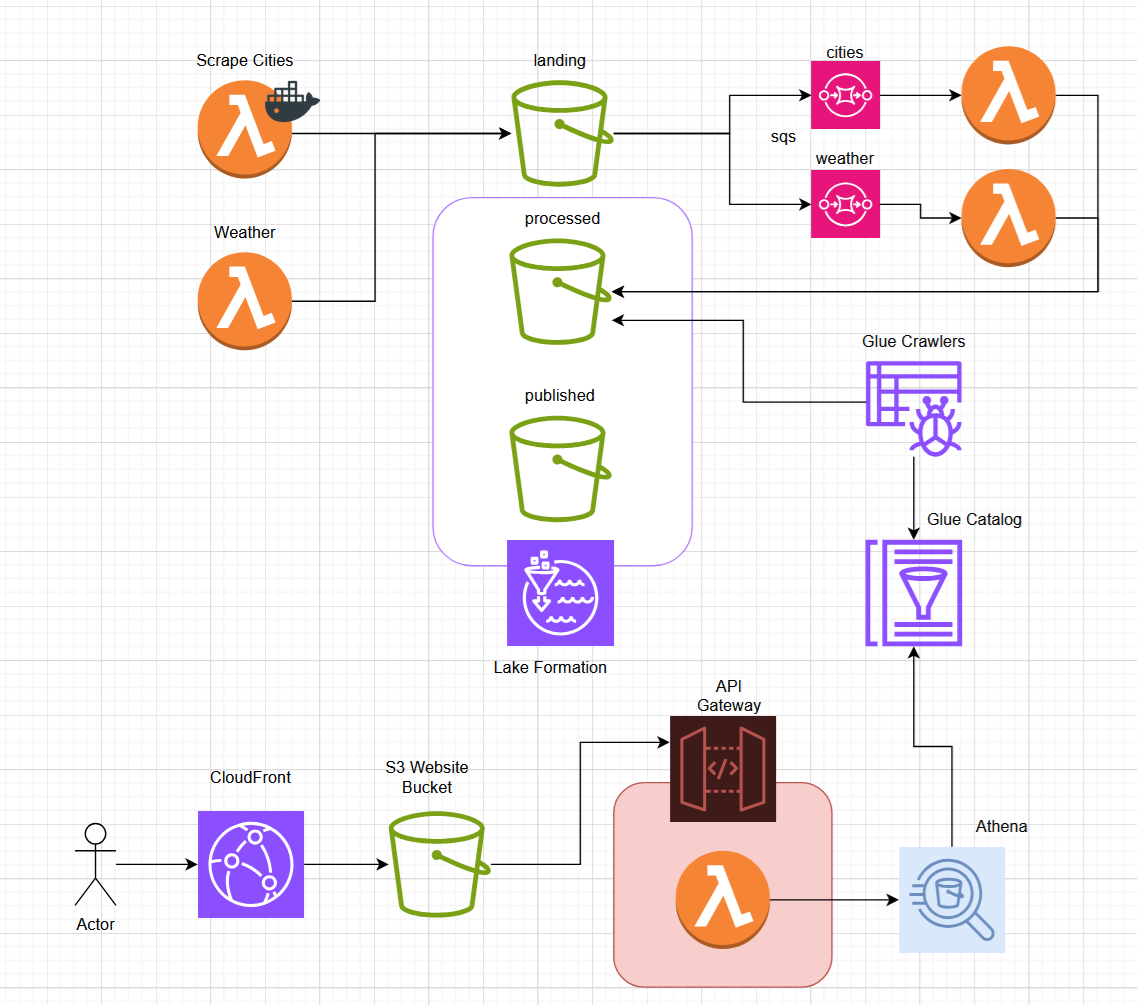 Scrape Cities
landing
cities
sqs
weather
Weather
processed
Glue Crawlers
published
Glue Catalog
Lake Formation
API
Gateway
S3 Website
Bucket
CloudFront
Athena
Actor